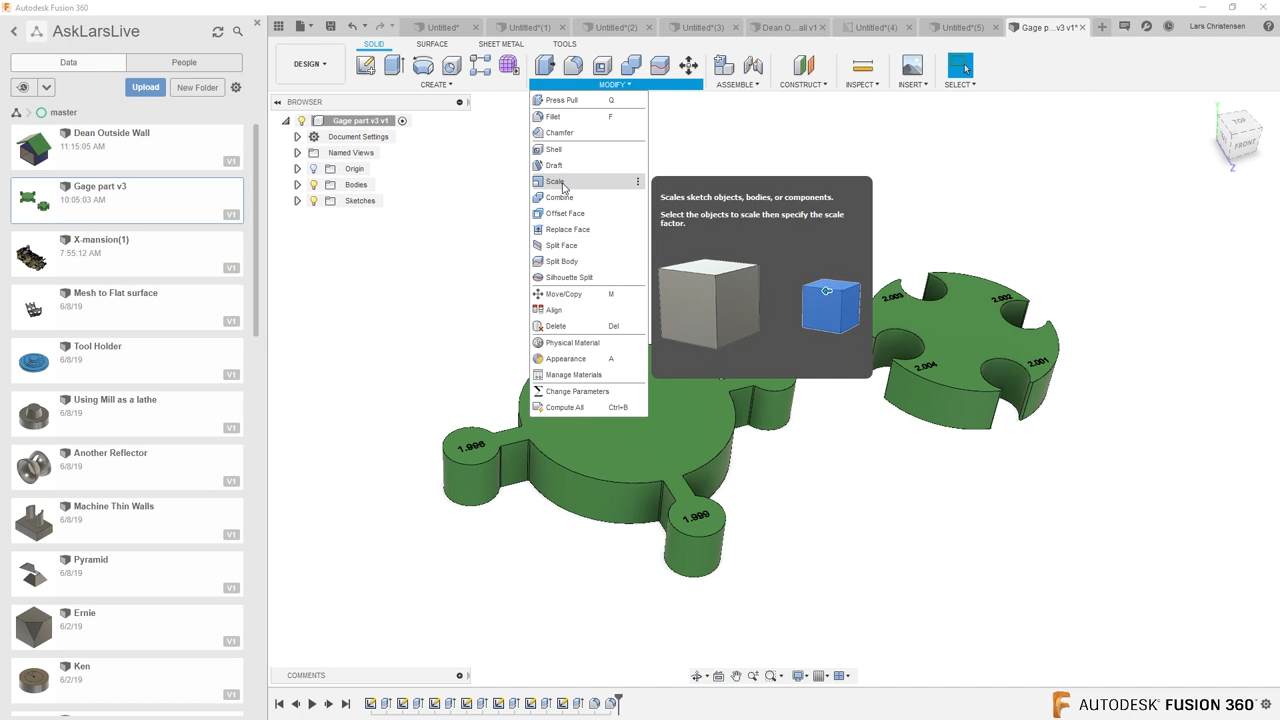 Autodesk Fusion 360
AskLarsLive
Data
People
Upload
New Folder
master
Dean Outside Wall
11:15:05 AM
V1
Gage part v3
10:05:03 AM
V1
X-mansion(1)
7:55:12 AM
V1
Mesh to Flat surface
6/8/19
V1
Tool Holder
6/8/19
V1
Using Mill as a lathe
6/8/19
V1
Another Reflector
6/8/19
V1
Machine Thin Walls
6/8/19
V1
Pyramid
6/8/19
V1
Ernie
6/2/19
V1
Ken
6/2/19
V1
Untitled*
Untitled*(1)
Untitled*(2)
Untitled*(3)
Dean O...all v1
Untitled*(4)
Untitled*(5)
Gage p...v3 v1*
Lars Christensen
SOLID
SURFACE
SHEET METAL
TOOLS
DESIGN
CREATE
MODIFY
ASSEMBLE
CONSTRUCT
INSPECT
INSERT
SELECT
BROWSER
Gage part v3 v1
Document Settings
Named Views
Origin
Bodies
Sketches
Press Pull Q
Fillet F
Chamfer
Shell
Draft
Scale
Combine
Offset Face
Replace Face
Split Face
Split Body
Silhouette Split
Move/Copy M
Align
Delete Del
Physical Material
Appearance A
Manage Materials
Change Parameters
Compute All Ctrl+B
Scales sketch objects, bodies, or components.
Select the objects to scale then specify the scale
factor.
TOP
FRONT
Z
2.003
2.002
2.004
2.001
1.998
1.999
COMMENTS
AUTODESK FUSION 360